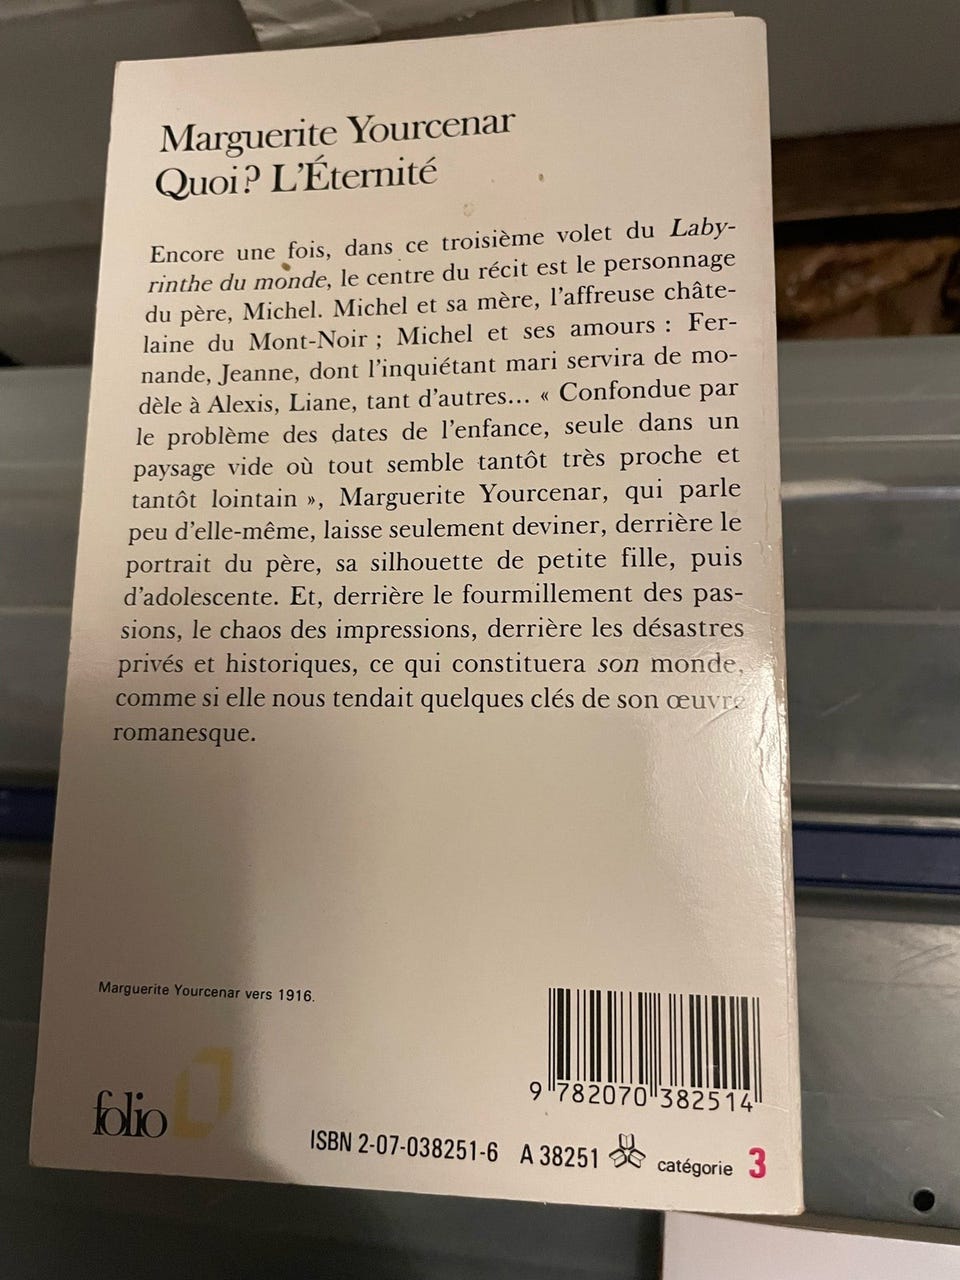 Marguerite Yourcenar
Quoi? L'Éternité
Encore une fois, dans ce troisième volet du Laby-
rinthe du monde, le centre du récit est le personnage
du père, Michel. Michel et sa mère, l'affreuse châte-
laine du Mont-Noir ; Michel et ses amours : Fer-
nande, Jeanne, dont l'inquiétant mari servira de mo-
dèle à Alexis, Liane, tant d'autres... « Confondue par
le problème des dates de l'enfance, seule dans un
paysage vide où tout semble tantôt très proche et
tantôt lointain », Marguerite Yourcenar, qui parle
peu d'elle-même, laisse seulement deviner, derrière le
portrait du père, sa silhouette de petite fille, puis
d'adolescente. Et, derrière le fourmillement des pas-
sions, le chaos des impressions, derrière les désastres
privés et historiques, ce qui constituera son monde,
comme si elle nous tendait quelques clés de son œuvre
romanesque.
Marguerite Yourcenar vers 1916.
9 782070 382514
folio
ISBN 2-07-038251-6 A 38251 catégorie 3